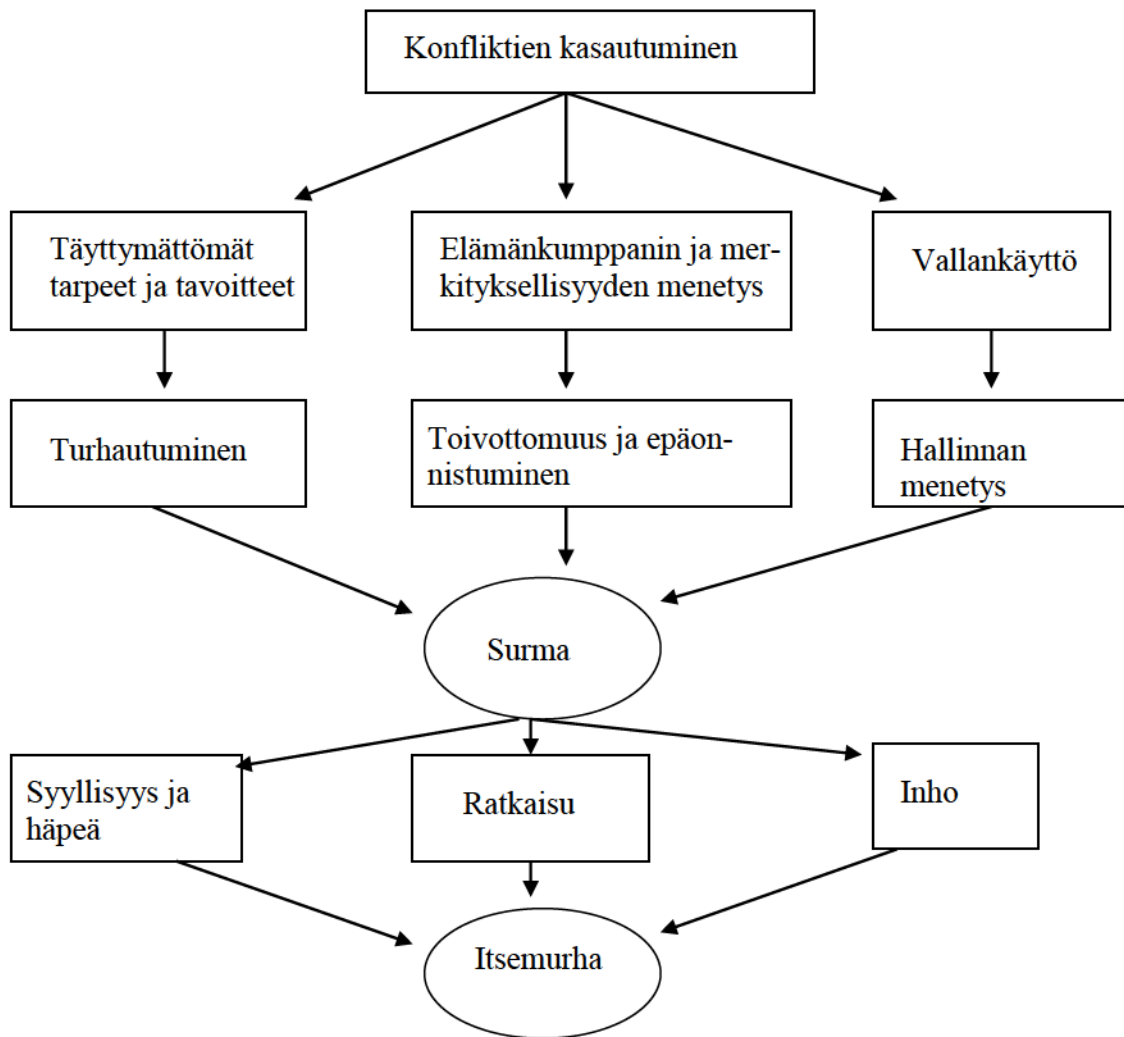 Konfliktien kasautuminen
Täyttymättömät
tarpeet ja tavoitteet
Elämänkumppanin ja mer-
kityksellisyyden menetys
Vallankäyttö
Turhautuminen
Toivottomuus ja epäon-
nistuminen
Hallinnan
menetys
Surma
Syyllisyys ja
häpeä
Ratkaisu
Inho
Itsemurha